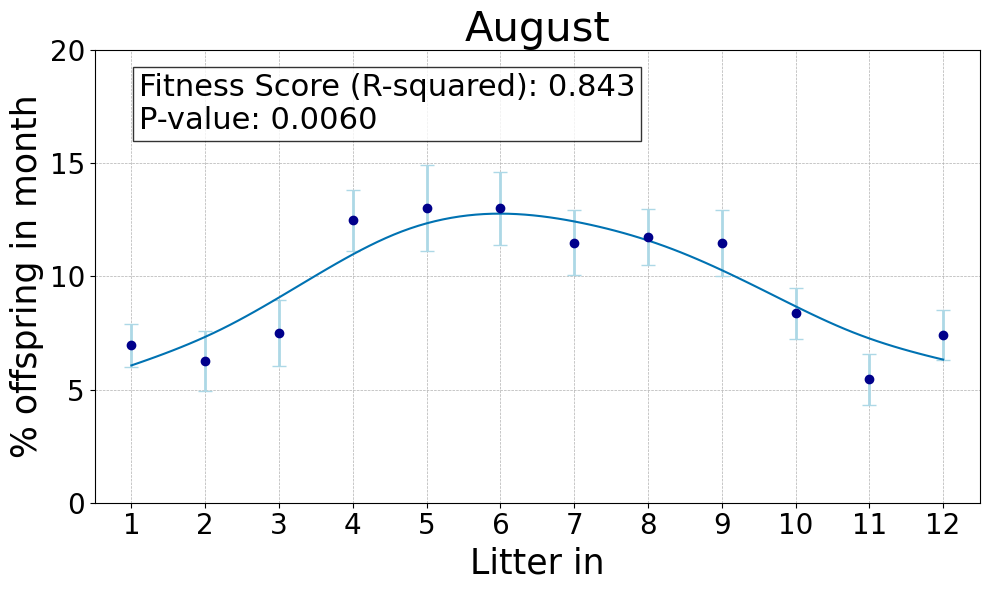 August
Fitness Score (R-squared): 0.843
P-value: 0.0060
% offspring in month
20
15
10
5
0
1 2 3 4 5 6 7 8 9 10 11 12
Litter in